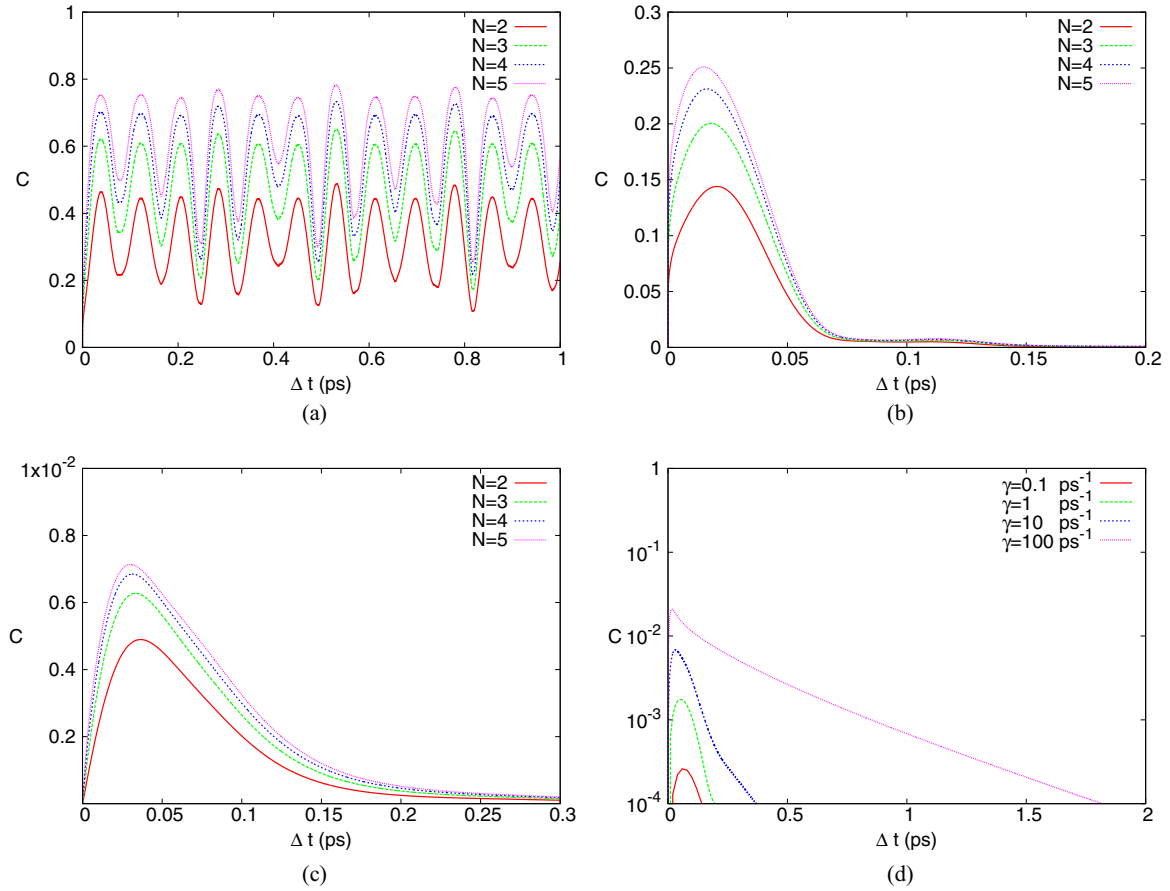 1
0.8
0.6
C
0.4
0.2
0
0
0.2
0.4
0.6
0.8
1
Δ t (ps)
N=2
N=3
N=4
N=5
(a)
0.3
0.25
0.2
C
0.15
0.1
0.05
0
0
0.05
0.1
0.15
0.2
Δ t (ps)
N=2
N=3
N=4
N=5
(b)
1x10⁻²
0.8
0.6
C
0.4
0.2
0
0.05
0.1
0.15
0.2
0.25
0.3
Δ t (ps)
N=2
N=3
N=4
N=5
(c)
1
10⁻¹
C 10⁻²
10⁻³
10⁻⁴
0
0.5
1
1.5
2
Δ t (ps)
γ=0.1 ps⁻¹
γ=1 ps⁻¹
γ=10 ps⁻¹
γ=100 ps⁻¹
(d)